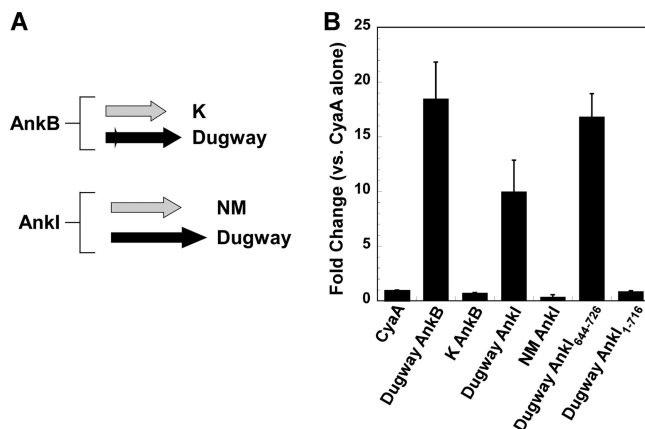 A
AnkB
K
Dugway
AnkI
NM
Dugway
B
Fold Change (vs. CyaA alone)
25
20
15
10
5
0
CyaA
Dugway AnkB
K AnkB
Dugway AnkI
NM AnkI
Dugway AnkI644-726
Dugway AnkI1-716